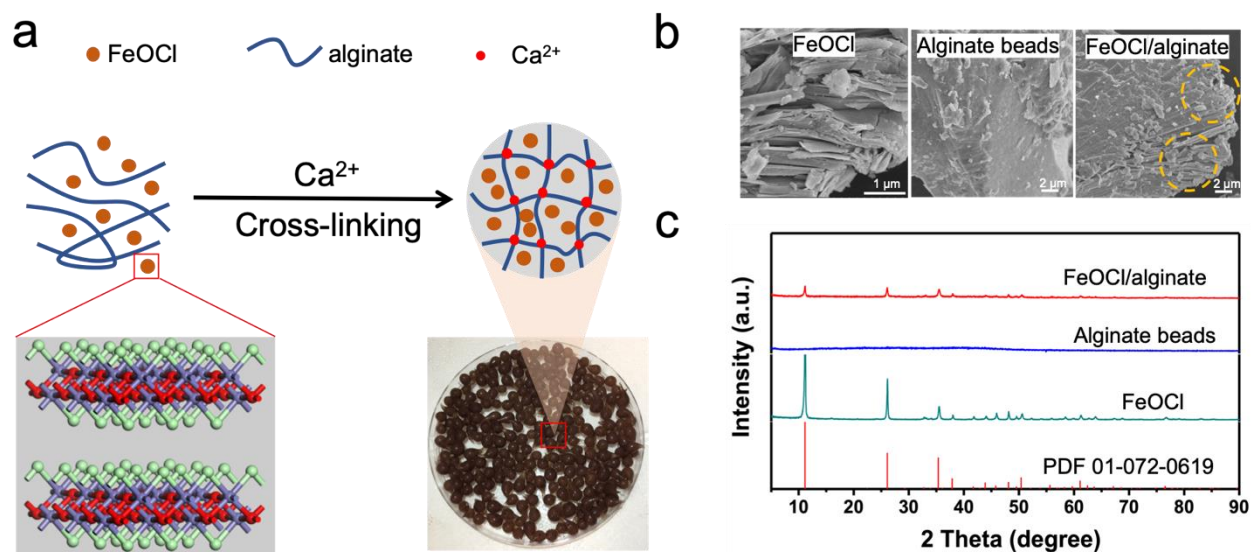 a
FeOCl
alginate
Ca²⁺
Ca²⁺
Cross-linking
b
FeOCl
Alginate beads
FeOCl/alginate
1 μm
2 μm
2 μm
c
FeOCl/alginate
Alginate beads
FeOCl
PDF 01-072-0619
Intensity (a.u.)
10 20 30 40 50 60 70 80 90
2 Theta (degree)